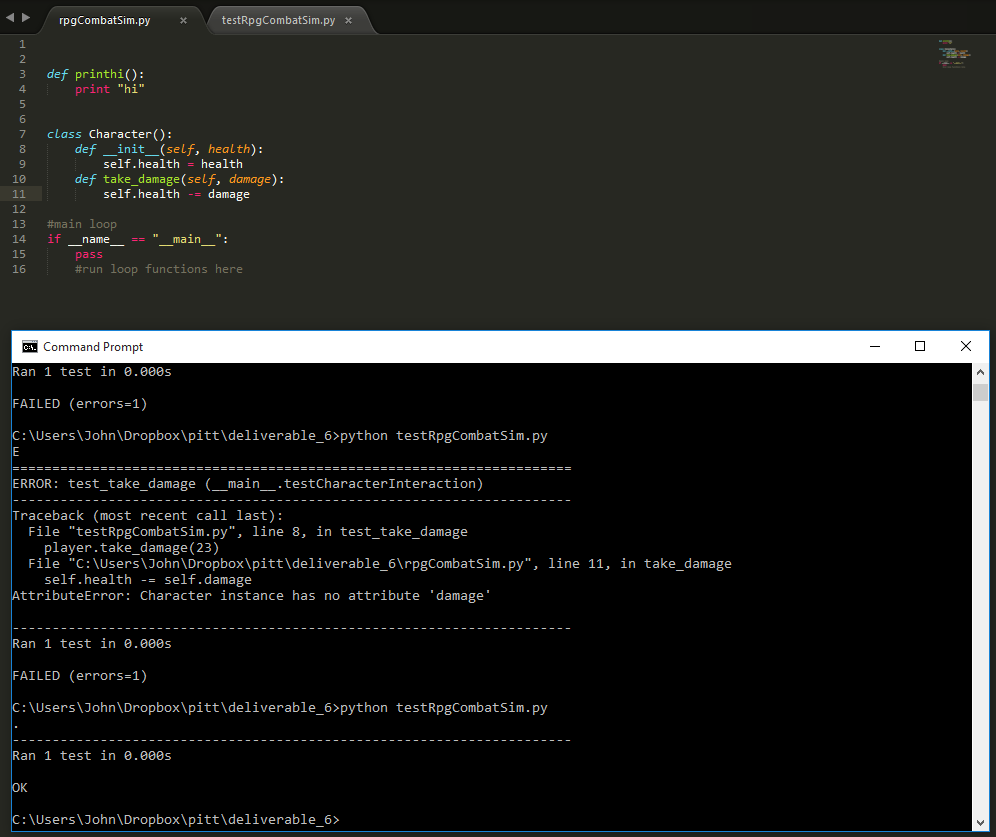 rpgCombatSim.py × testRpgCombatSim.py ×
1
2
3 def printhi():
4 print "hi"
5
6
7 class Character():
8 def __init__(self, health):
9 self.health = health
10 def take_damage(self, damage):
11 self.health -= damage
12
13 #main loop
14 if __name__ == "__main__":
15 pass
16 #run loop functions here
C:\. Command Prompt
Ran 1 test in 0.000s
FAILED (errors=1)
C:\Users\John\Dropbox\pitt\deliverable_6>python testRpgCombatSim.py
E
======================================================================
ERROR: test_take_damage (__main__.testCharacterInteraction)
----------------------------------------------------------------------
Traceback (most recent call last):
File "testRpgCombatSim.py", line 8, in test_take_damage
player.take_damage(23)
File "C:\Users\John\Dropbox\pitt\deliverable_6\rpgCombatSim.py", line 11, in take_damage
self.health -= self.damage
AttributeError: Character instance has no attribute 'damage'
----------------------------------------------------------------------
Ran 1 test in 0.000s
FAILED (errors=1)
C:\Users\John\Dropbox\pitt\deliverable_6>python testRpgCombatSim.py
.
----------------------------------------------------------------------
Ran 1 test in 0.000s
OK
C:\Users\John\Dropbox\pitt\deliverable_6>